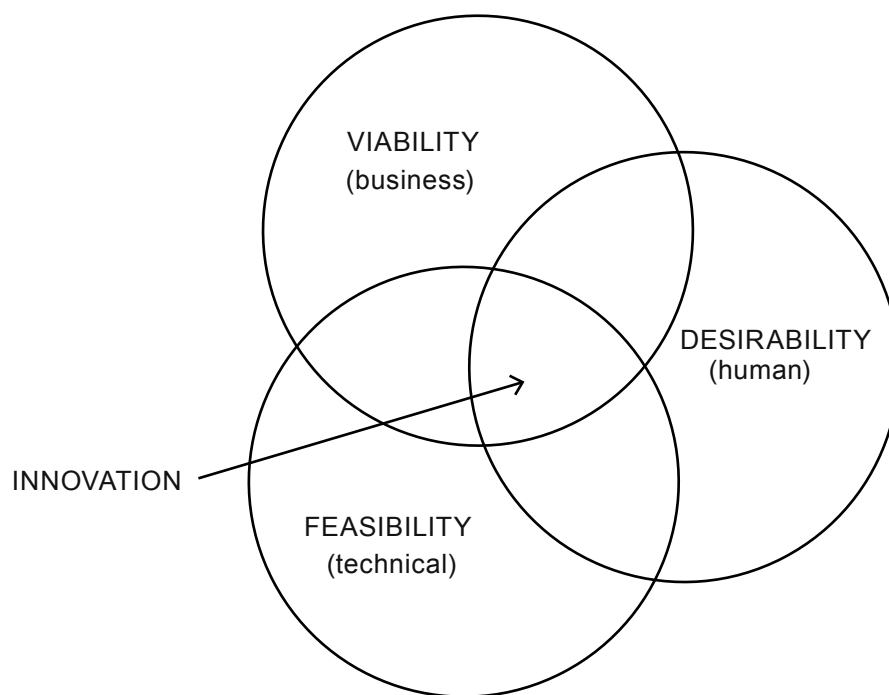 VIABILITY
(business)
DESIRABILITY
(human)
INNOVATION
FEASIBILITY
(technical)